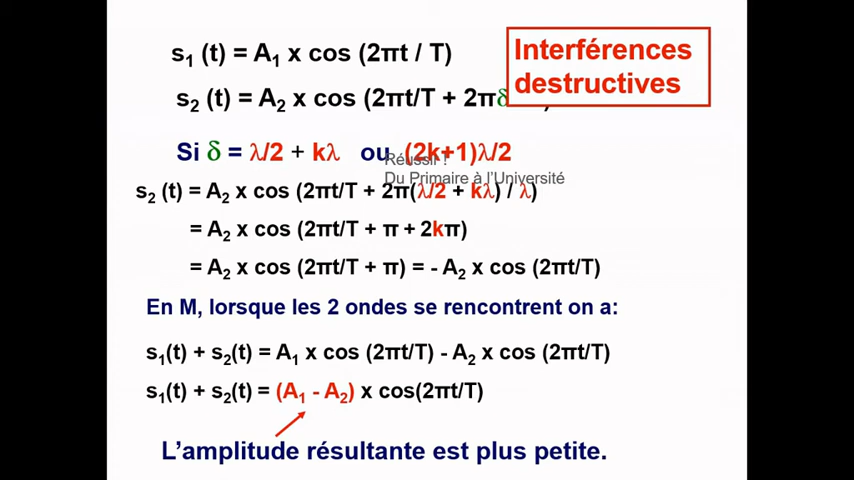 s₁ (t) = A₁ x cos (2πt / T)
Interférences
destructives
s₂ (t) = A₂ x cos (2πt/T + 2πδ
Si δ = λ/2 + kλ ou (2k+1)λ/2
Réussir !
Du Primaire à l'Université
s₂ (t) = A₂ x cos (2πt/T + 2π(λ/2 + kλ) / λ)
= A₂ x cos (2πt/T + π + 2kπ)
= A₂ x cos (2πt/T + π) = - A₂ x cos (2πt/T)
En M, lorsque les 2 ondes se rencontrent on a:
s₁(t) + s₂(t) = A₁ x cos (2πt/T) - A₂ x cos (2πt/T)
s₁(t) + s₂(t) = (A₁ - A₂) x cos(2πt/T)
L'amplitude résultante est plus petite.